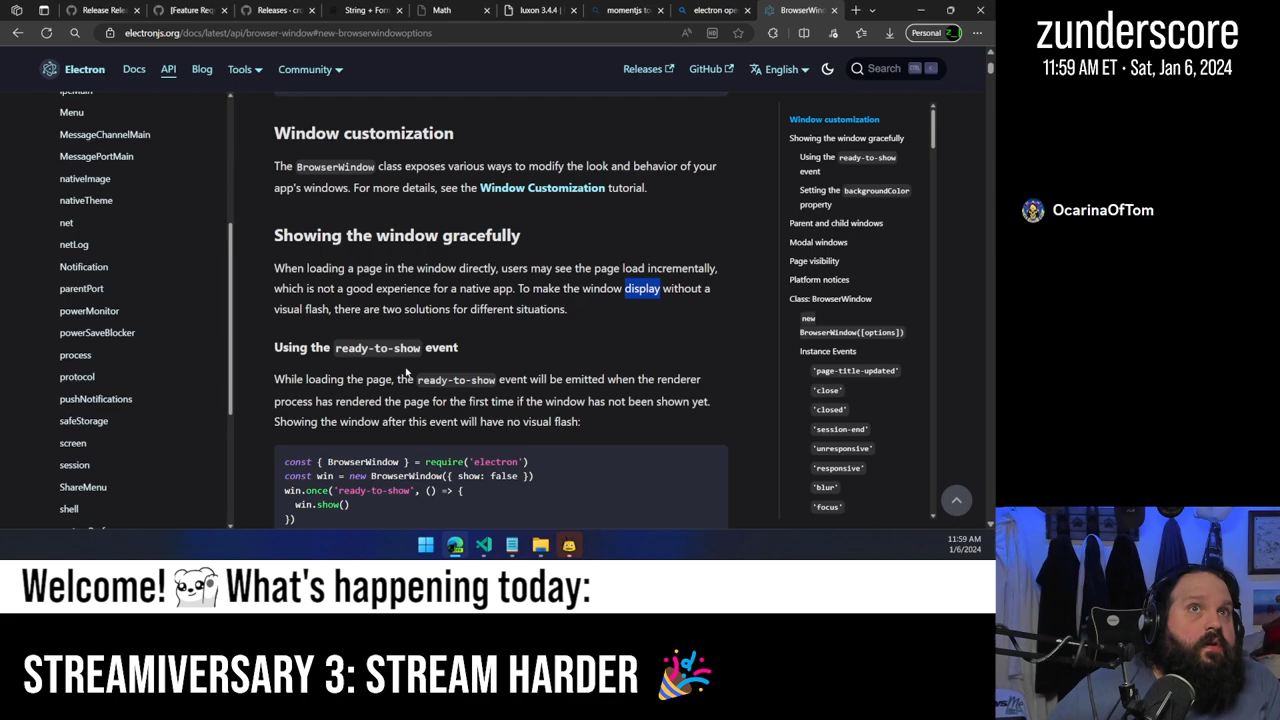 Release Relea
[Feature Req
Releases · cro
String + Form
Math
luxon 3.4.4 |
momentjs to
electron ope
BrowserWin
electronjs.org/docs/latest/api/browser-window#new-browserwindowoptions
Personal
Electron
Docs
API
Blog
Tools
Community
Releases
GitHub
English
Search
ipcMain
Menu
MessageChannelMain
MessagePortMain
nativeImage
nativeTheme
net
netLog
Notification
parentPort
powerMonitor
powerSaveBlocker
process
protocol
pushNotifications
safeStorage
screen
session
ShareMenu
shell
Window customization
The BrowserWindow class exposes various ways to modify the look and behavior of your
app's windows. For more details, see the Window Customization tutorial.
Showing the window gracefully
When loading a page in the window directly, users may see the page load incrementally,
which is not a good experience for a native app. To make the window display without a
visual flash, there are two solutions for different situations.
Using the ready-to-show event
While loading the page, the ready-to-show event will be emitted when the renderer
process has rendered the page for the first time if the window has not been shown yet.
Showing the window after this event will have no visual flash:
const { BrowserWindow } = require('electron')
const win = new BrowserWindow({ show: false })
win.once('ready-to-show', () => {
win.show()
})
Window customization
Showing the window gracefully
Using the ready-to-show
event
Setting the backgroundColor
property
Parent and child windows
Modal windows
Page visibility
Platform notices
Class: BrowserWindow
new
BrowserWindow([options])
Instance Events
'page-title-updated'
'close'
'closed'
'session-end'
'unresponsive'
'responsive'
'blur'
'focus'
11:59 AM
1/6/2024
zunderscore
11:59 AM ET • Sat, Jan 6, 2024
OcarinaOfTom
Welcome! What's happening today:
STREAMIVERSARY 3: STREAM HARDER